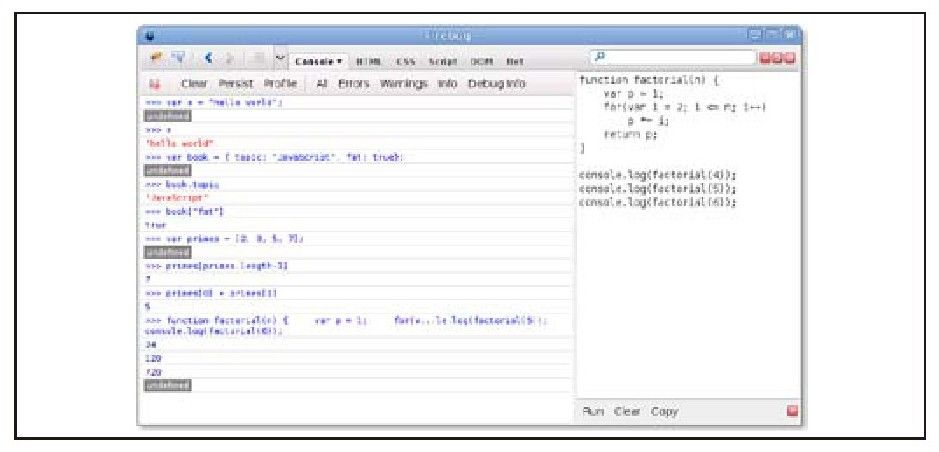 Firebug
Console HTML CSS Script DOM Net
Clear Persist Profile All Errors Warnings Info Debug Info
>>> var x = "hello world";
undefined
>>> x
"hello world"
>>> var book = { topic: "JavaScript", fat: true};
undefined
>>> book.topic
"JavaScript"
>>> book["fat"]
true
>>> var primes = [2, 3, 5, 7];
undefined
>>> primes[primes.length-1]
7
>>> primes[0] + primes[1]
5
>>> function factorial(n) { var p = 1; for(v...le.log(factorial(5));
console.log(factorial(6));
24
120
720
undefined
function factorial(n) {
var p = 1;
for(var i = 2; i <= n; i++)
p *= i;
return p;
}
console.log(factorial(4));
console.log(factorial(5));
console.log(factorial(6));
Run Clear Copy